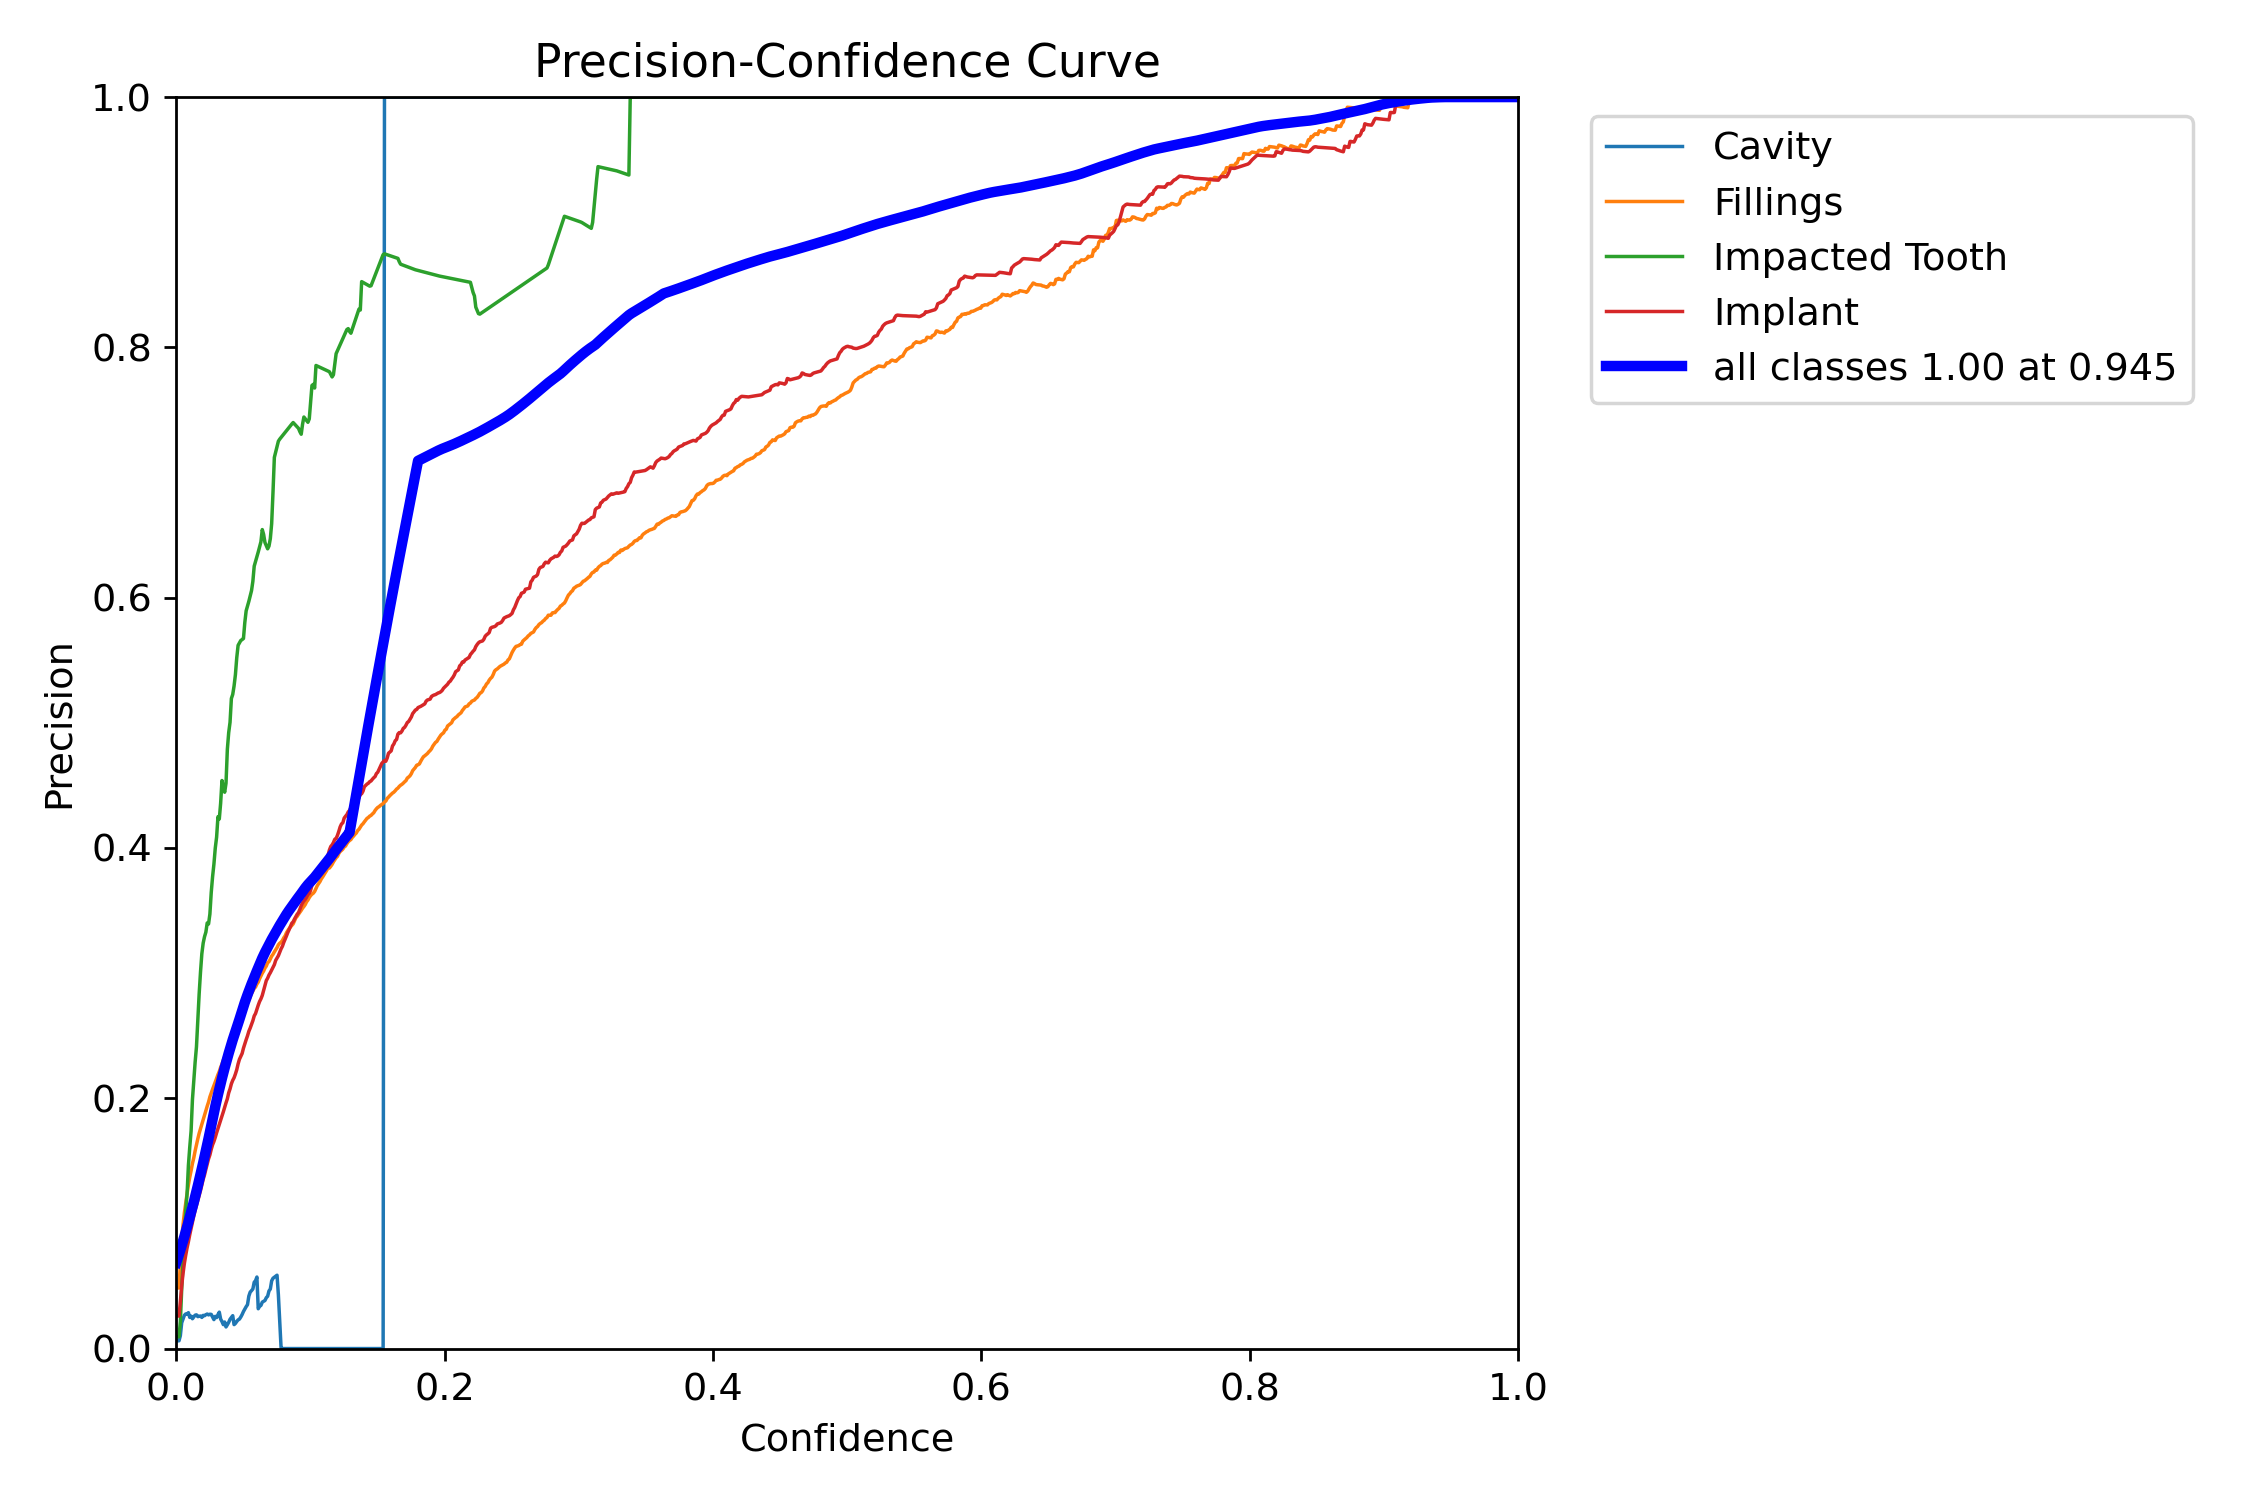 Precision-Confidence Curve
1.0
0.8
0.6
0.4
0.2
0.0
Precision
0.0 0.2 0.4 0.6 0.8 1.0
Confidence
Cavity
Fillings
Impacted Tooth
Implant
all classes 1.00 at 0.945